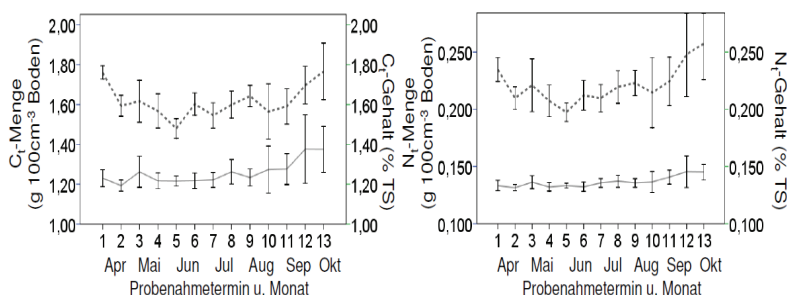 2,00
1,80
1,60
1,40
1,20
1,00
Ct-Menge
(g 100cm-³ Boden)
2,00
1,80
1,60
1,40
1,20
1,00
Ct-Gehalt (% TS)
1 2 3 4 5 6 7 8 9 10 11 12 13
Apr Mai Jun Jul Aug Sep Okt
Probenahmetermin u. Monat
0,250
0,200
0,150
0,100
Nt-Menge
(g 100cm-³ Boden)
0,250
0,200
0,150
0,100
Nt-Gehalt (% TS)
1 2 3 4 5 6 7 8 9 10 11 12 13
Apr Mai Jun Jul Aug Sep Okt
Probenahmetermin u. Monat